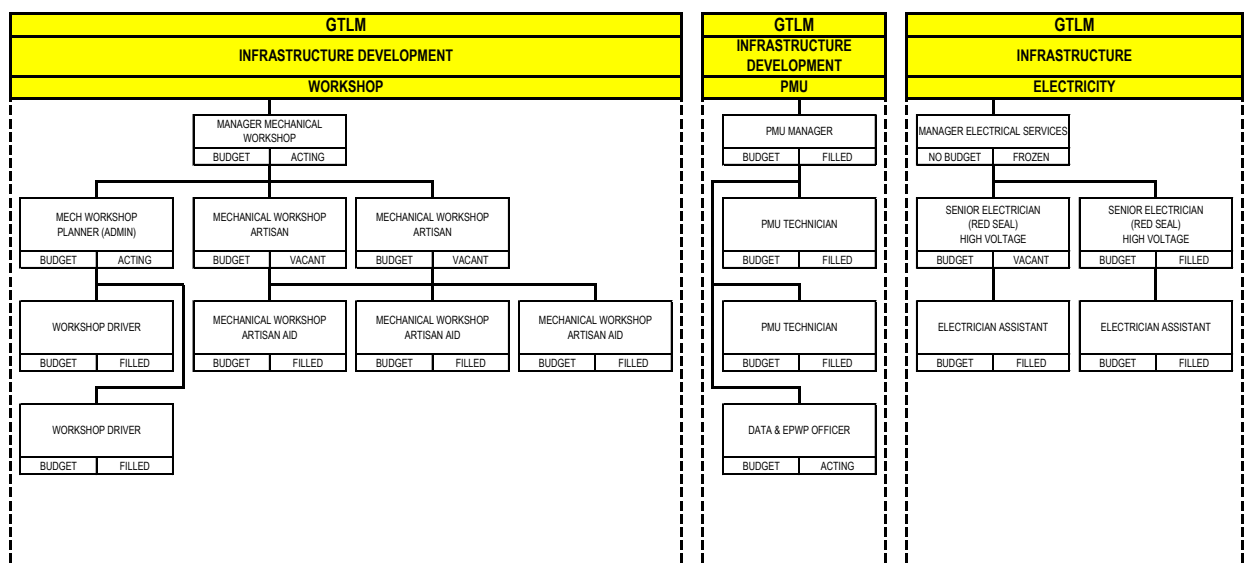 GTLM
INFRASTRUCTURE DEVELOPMENT
WORKSHOP
MANAGER MECHANICAL
WORKSHOP
BUDGET ACTING
MECH WORKSHOP
PLANNER (ADMIN)
BUDGET ACTING
MECHANICAL WORKSHOP
ARTISAN
BUDGET VACANT
MECHANICAL WORKSHOP
ARTISAN
BUDGET VACANT
WORKSHOP DRIVER
BUDGET FILLED
MECHANICAL WORKSHOP
ARTISAN AID
BUDGET FILLED
MECHANICAL WORKSHOP
ARTISAN AID
BUDGET FILLED
MECHANICAL WORKSHOP
ARTISAN AID
BUDGET FILLED
WORKSHOP DRIVER
BUDGET FILLED
GTLM
INFRASTRUCTURE
DEVELOPMENT
PMU
PMU MANAGER
BUDGET FILLED
PMU TECHNICIAN
BUDGET FILLED
PMU TECHNICIAN
BUDGET FILLED
DATA & EPWP OFFICER
BUDGET ACTING
GTLM
INFRASTRUCTURE
ELECTRICITY
MANAGER ELECTRICAL SERVICES
NO BUDGET FROZEN
SENIOR ELECTRICIAN
(RED SEAL)
HIGH VOLTAGE
BUDGET VACANT
SENIOR ELECTRICIAN
(RED SEAL)
HIGH VOLTAGE
BUDGET FILLED
ELECTRICIAN ASSISTANT
BUDGET FILLED
ELECTRICIAN ASSISTANT
BUDGET FILLED